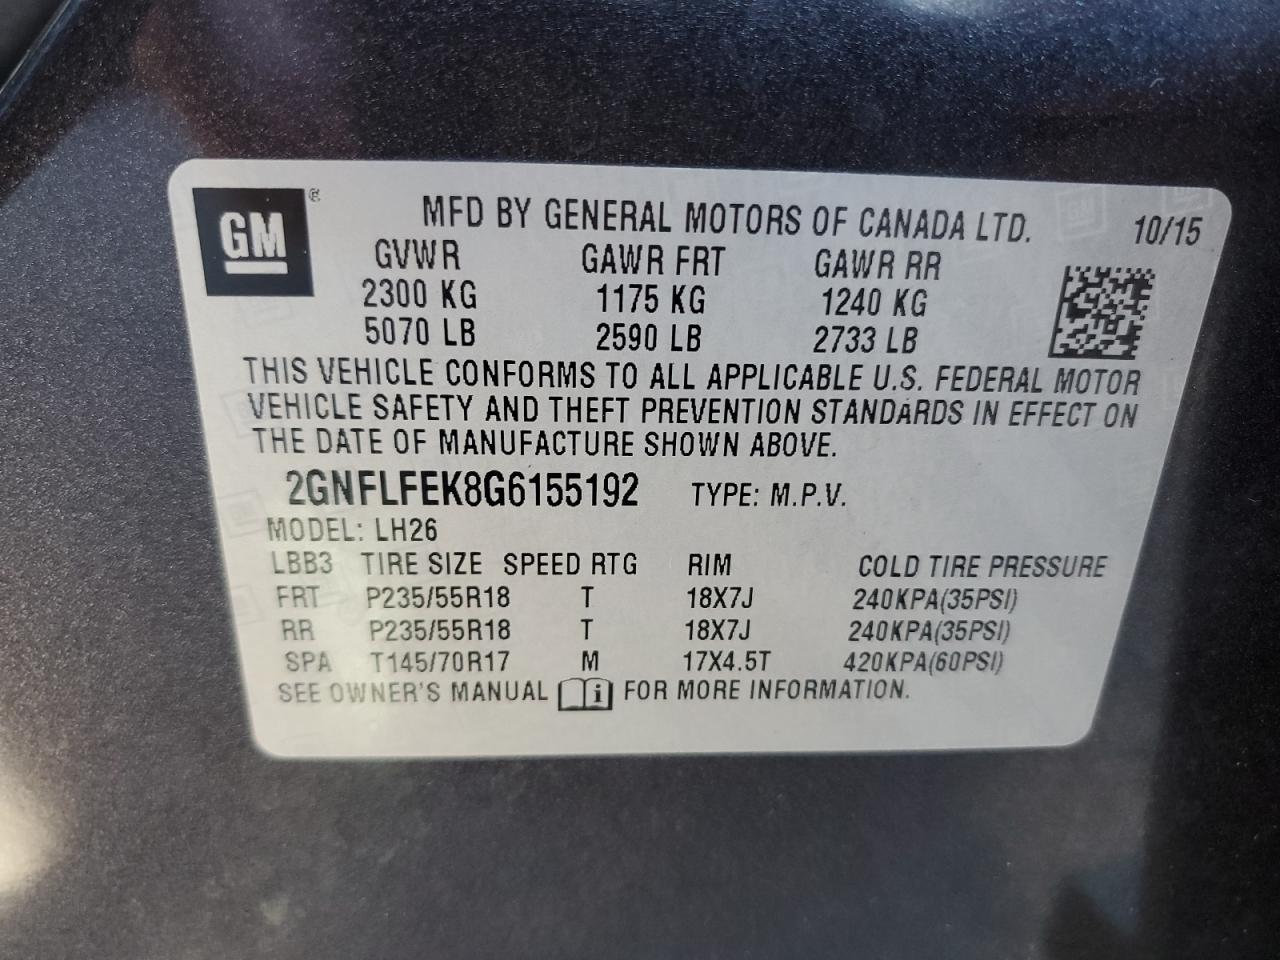 GM ®
MFD BY GENERAL MOTORS OF CANADA LTD. 10/15
GVWR GAWR FRT GAWR RR
2300 KG 1175 KG 1240 KG
5070 LB 2590 LB 2733 LB
THIS VEHICLE CONFORMS TO ALL APPLICABLE U.S. FEDERAL MOTOR
VEHICLE SAFETY AND THEFT PREVENTION STANDARDS IN EFFECT ON
THE DATE OF MANUFACTURE SHOWN ABOVE.
2GNFLFEK8G6155192 TYPE: M.P.V.
MODEL: LH26
LBB3 TIRE SIZE SPEED RTG RIM COLD TIRE PRESSURE
FRT P235/55R18 T 18X7J 240KPA(35PSI)
RR P235/55R18 T 18X7J 240KPA(35PSI)
SPA T145/70R17 M 17X4.5T 420KPA(60PSI)
SEE OWNER'S MANUAL i FOR MORE INFORMATION.